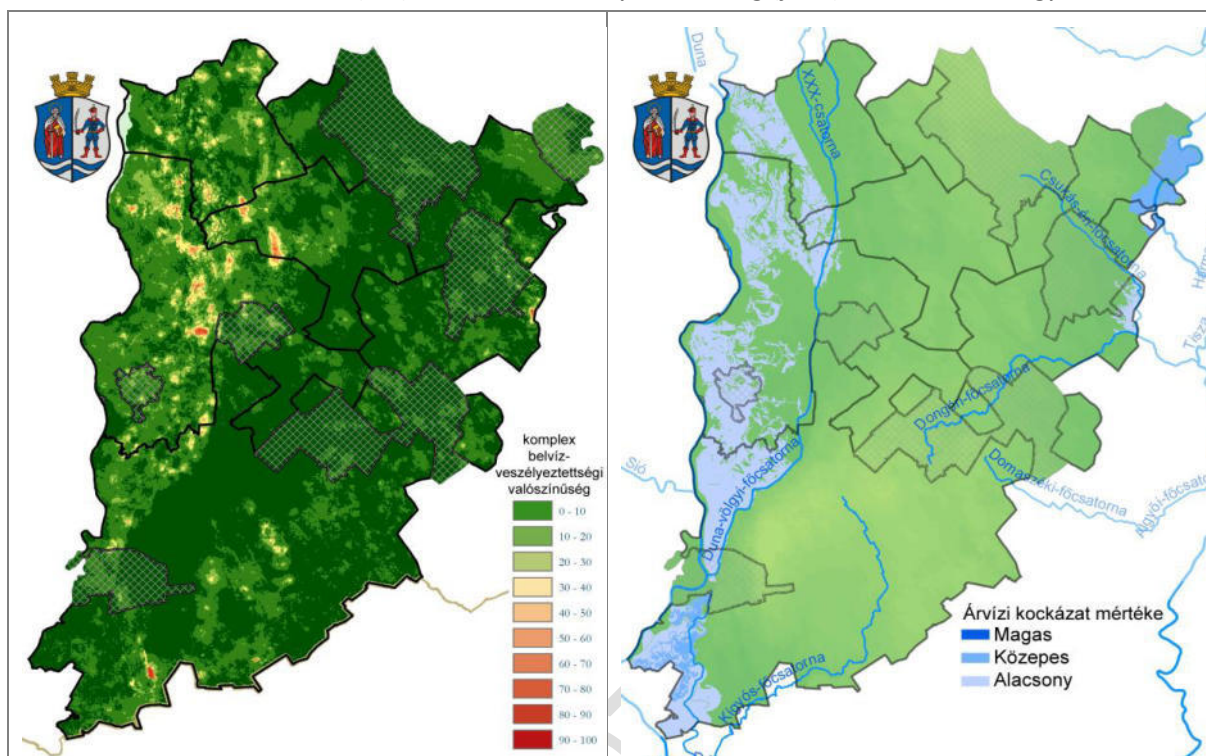 komplex
belvíz-
veszélyeztettségi
valószínűség
0 - 10
10 - 20
20 - 30
30 - 40
40 - 50
50 - 60
60 - 70
70 - 80
80 - 90
90 - 100
Duna
XXX-csatorna
Csukás-éri-főcsatorna
Tisza
Dongéri-főcsatorna
Domaszéki-főcsatorna
Sió
Duna-völgyi-főcsatorna
Kígyós-főcsatorna
Árvízi kockázat mértéke
Magas
Közepes
Alacsony